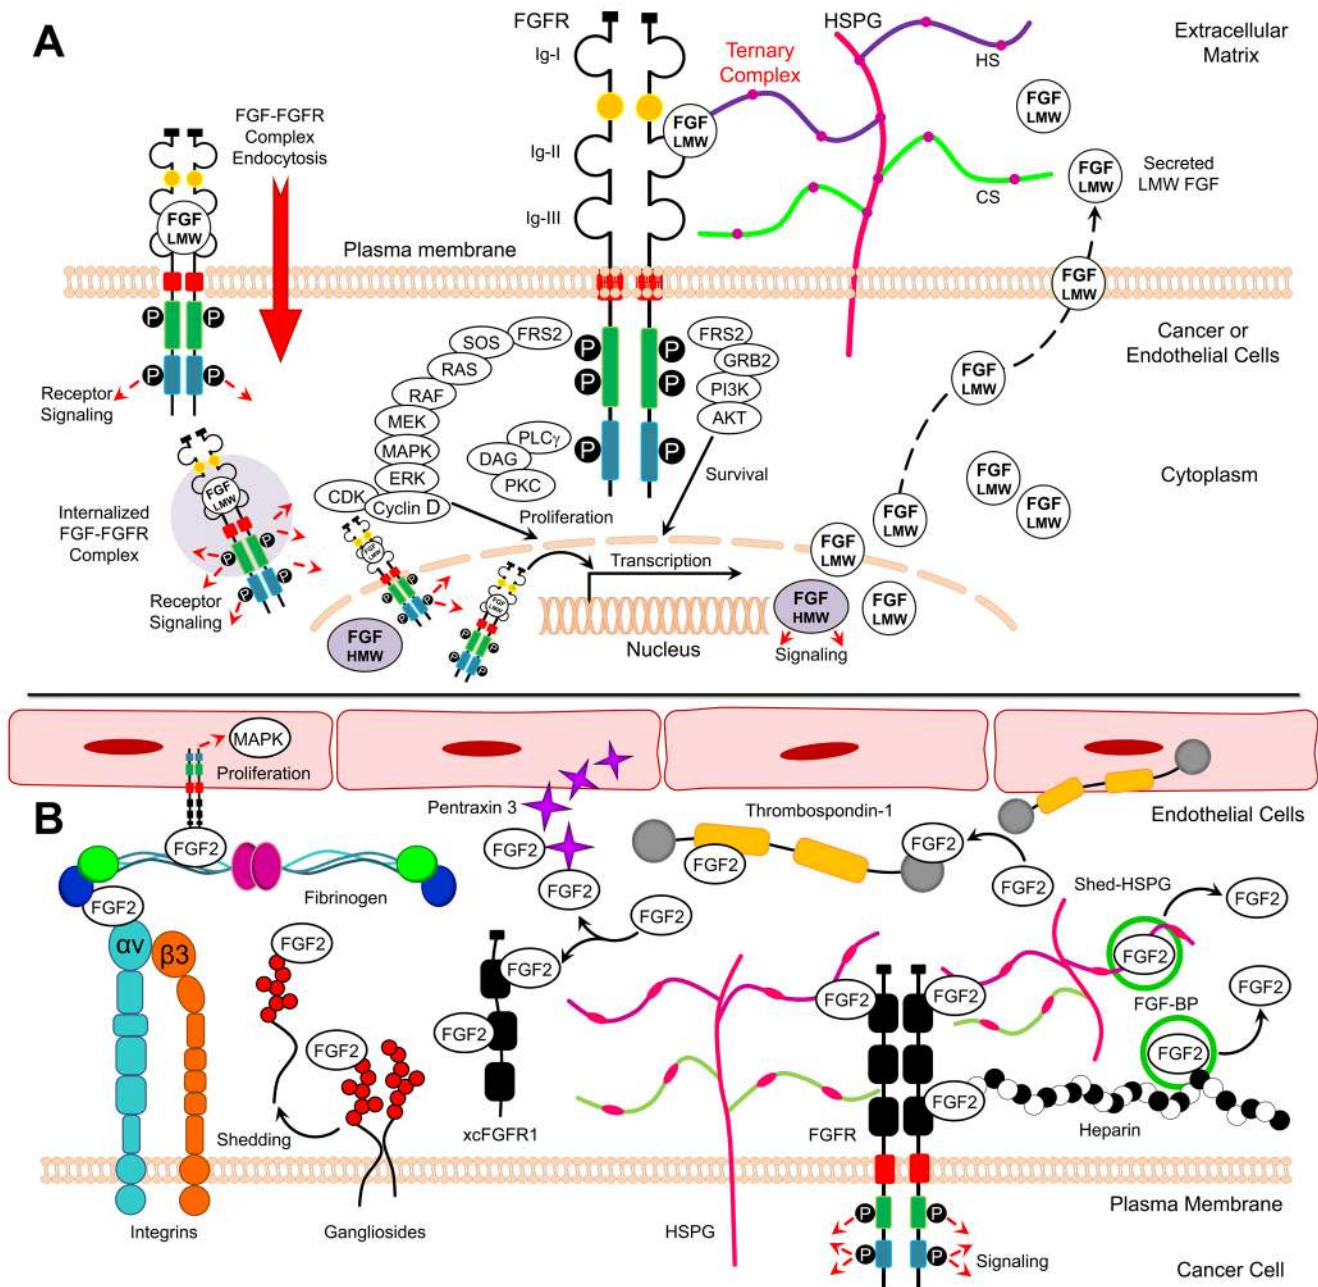 A
FGFR
Ig-I
Ig-II
Ig-III
HSPG
HS
CS
Ternary
Complex
Extracellular
Matrix
FGF
LMW
FGF
LMW
FGF
LMW
Secreted
LMW FGF
FGF
LMW
FGF-FGFR
Complex
Endocytosis
FGF
LMW
Plasma membrane
P
P
P
P
Receptor
Signaling
Cancer or
Endothelial Cells
FRS2
SOS
RAS
RAF
MEK
MAPK
ERK
CDK
Cyclin D
PLCγ
DAG
PKC
P
P
P
P
P
P
FRS2
GRB2
PI3K
AKT
Survival
Proliferation
FGF
LMW
FGF
LMW
FGF
LMW
FGF
LMW
Cytoplasm
Internalized
FGF-FGFR
Complex
FGF
LMW
P
P
P
P
Receptor
Signaling
FGF
LMW
P
P
P
P
FGF
LMW
P
P
P
P
FGF
HMW
Transcription
Nucleus
FGF
LMW
FGF
HMW
FGF
LMW
Signaling
MAPK
Proliferation
B
Pentraxin 3
Thrombospondin-1
Endothelial Cells
FGF2
Fibrinogen
FGF2
αv
β3
Integrins
FGF2
FGF2
Shedding
Gangliosides
FGF2
FGF2
FGF2
FGF2
FGF2
xcFGFR1
FGF2
FGF2
FGF2
Shed-HSPG
FGF2
FGF2
FGF-BP
FGF2
FGF2
FGF2
FGF2
FGF2
Heparin
FGFR
HSPG
Plasma Membrane
P
P
P
P
Signaling
Cancer Cell